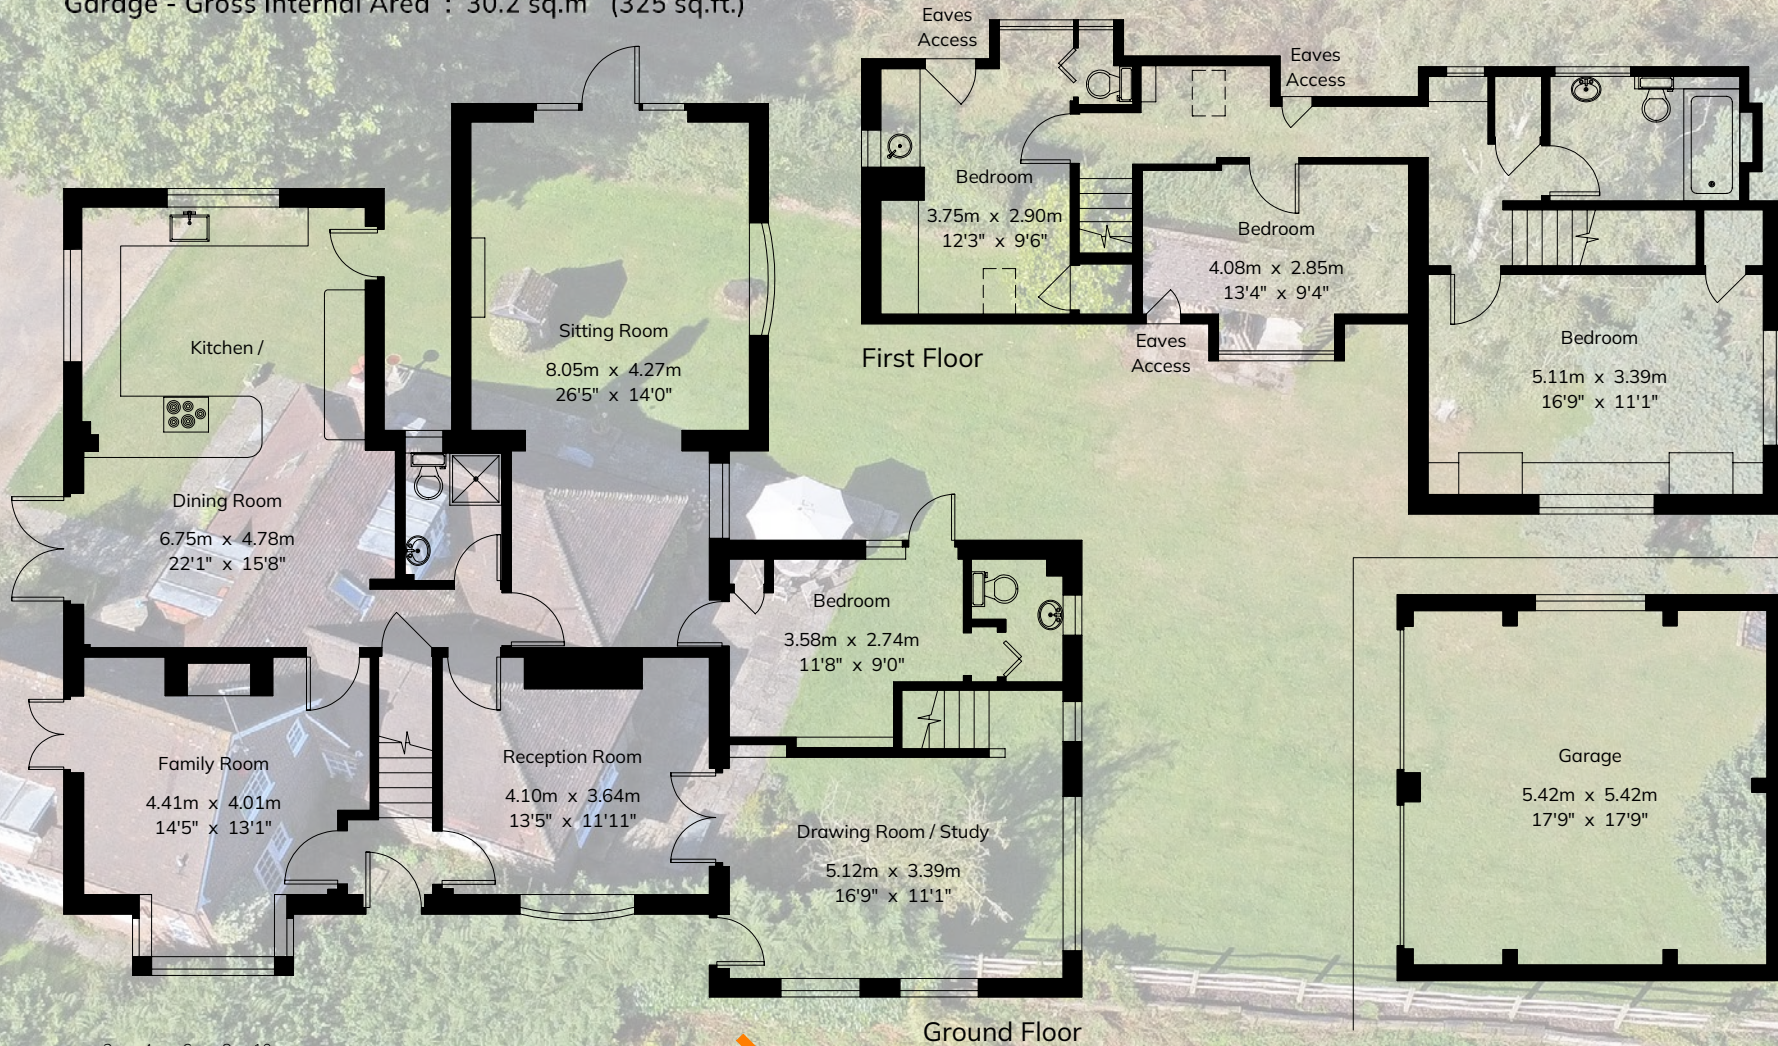 Garage - Gross Internal Area : 30.2 sq.m (325 sq.ft.)
Eaves
Access
Eaves
Access
Bedroom
3.75m x 2.90m
12'3" x 9'6"
Bedroom
4.08m x 2.85m
13'4" x 9'4"
Eaves
Access
First Floor
Bedroom
5.11m x 3.39m
16'9" x 11'1"
Sitting Room
8.05m x 4.27m
26'5" x 14'0"
Kitchen /
Dining Room
6.75m x 4.78m
22'1" x 15'8"
Bedroom
3.58m x 2.74m
11'8" x 9'0"
Family Room
4.41m x 4.01m
14'5" x 13'1"
Reception Room
4.10m x 3.64m
13'5" x 11'11"
Drawing Room / Study
5.12m x 3.39m
16'9" x 11'1"
Garage
5.42m x 5.42m
17'9" x 17'9"
Ground Floor